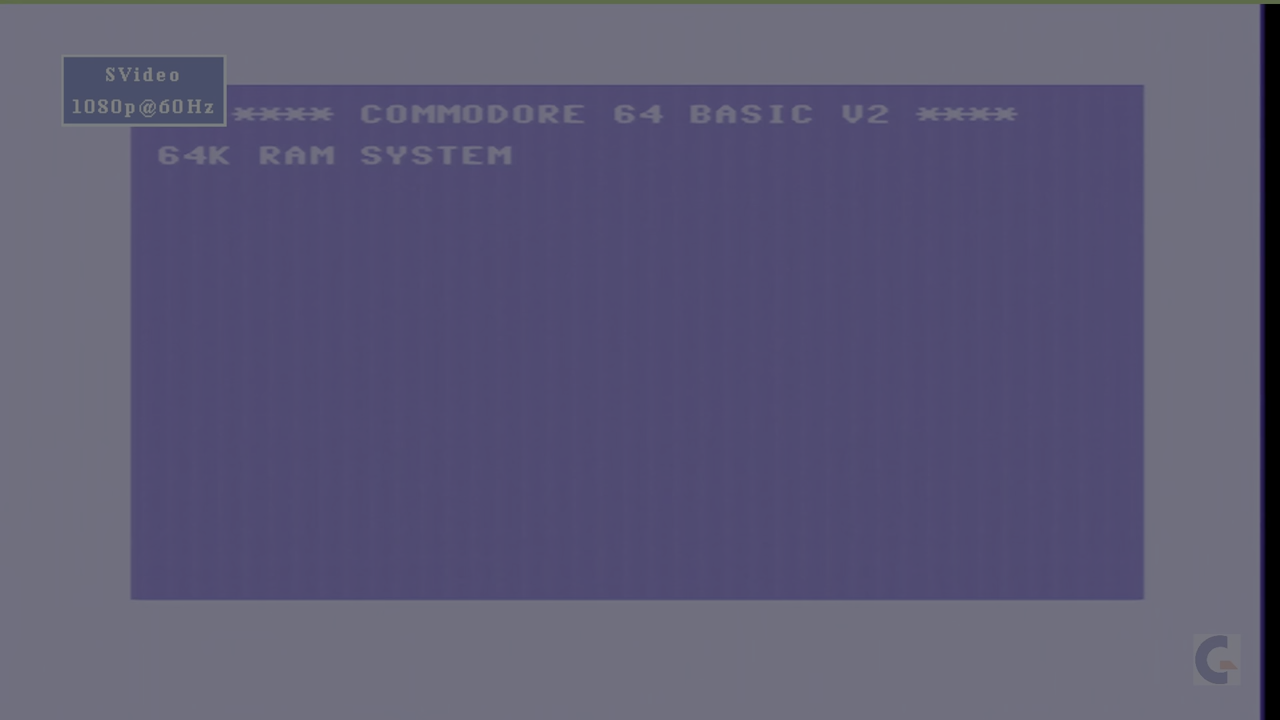 SVideo
1080p@60Hz
**** COMMODORE 64 BASIC V2 ****
64K RAM SYSTEM